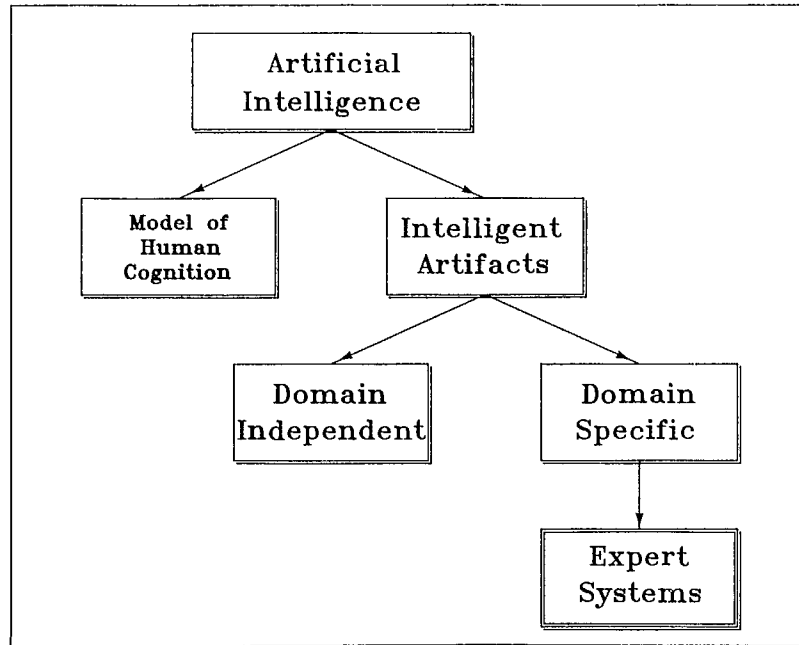 Artificial
Intelligence
Model of
Human
Cognition
Intelligent
Artifacts
Domain
Independent
Domain
Specific
Expert
Systems